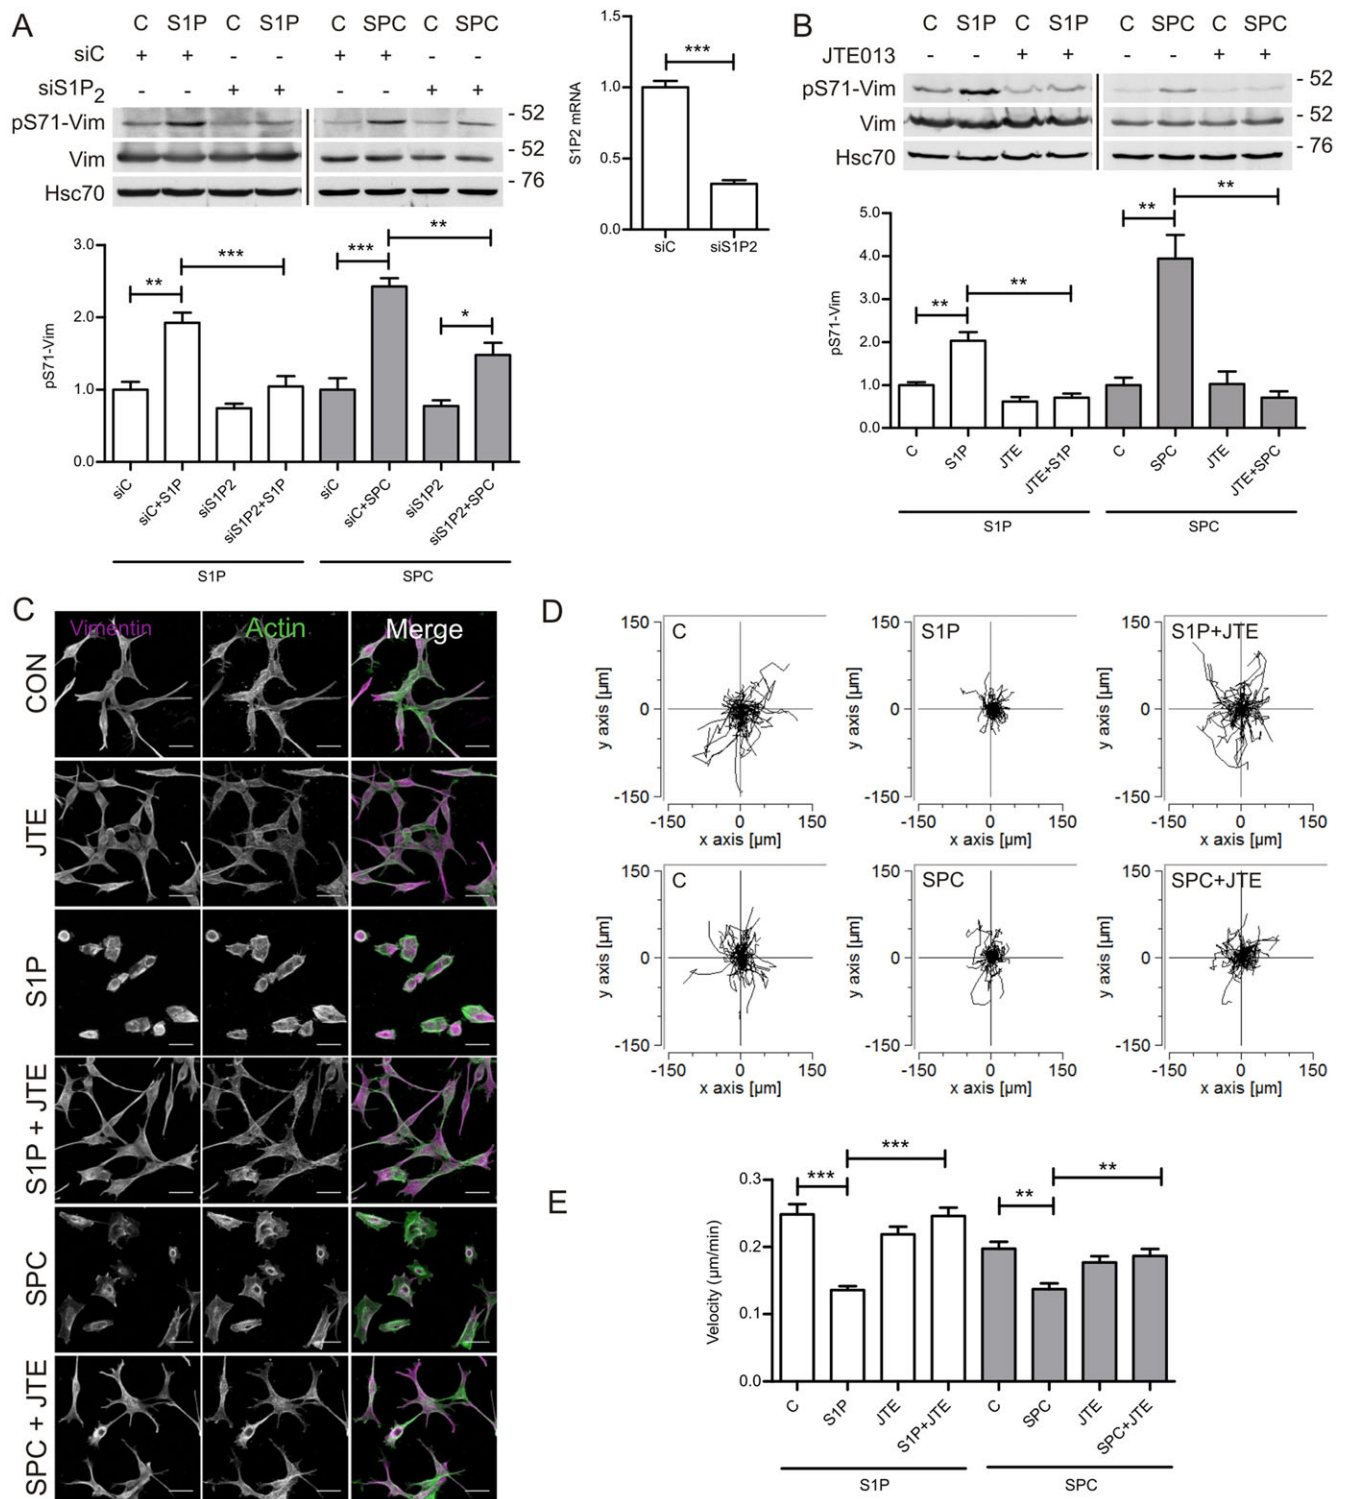 A
C S1P C S1P C SPC C SPC
siC + + - - + + - -
siS1P2 - - + + - - + +
pS71-Vim - 52
Vim - 52
Hsc70 - 76
***
1.5
1.0
0.5
0.0
S1P2 mRNA
siC siS1P2
pS71-Vim
3.0
2.0
1.0
0.0
** *** *** ** *
siC siC+S1P siS1P2 siS1P2+S1P siC siC+SPC siS1P2 siS1P2+SPC
S1P SPC
B
C S1P C S1P C SPC C SPC
JTE013 - - + + - - + +
pS71-Vim - 52
Vim - 52
Hsc70 - 76
pS71-Vim
5.0
4.0
3.0
2.0
1.0
0.0
** ** ** **
C S1P JTE JTE+S1P C SPC JTE JTE+SPC
S1P SPC
C
Vimentin Actin Merge
CON
JTE
S1P
S1P + JTE
SPC
SPC + JTE
D
C S1P S1P+JTE
150 150 150
y axis [µm] y axis [µm] y axis [µm]
0 0 0
-150 -150 -150
-150 0 150 -150 0 150 -150 0 150
x axis [µm] x axis [µm] x axis [µm]
C SPC SPC+JTE
150 150 150
y axis [µm] y axis [µm] y axis [µm]
0 0 0
-150 -150 -150
-150 0 150 -150 0 150 -150 0 150
x axis [µm] x axis [µm] x axis [µm]
E
Velocity (µm/min)
0.3
0.2
0.1
0.0
*** *** ** **
C S1P JTE S1P+JTE C SPC JTE SPC+JTE
S1P SPC